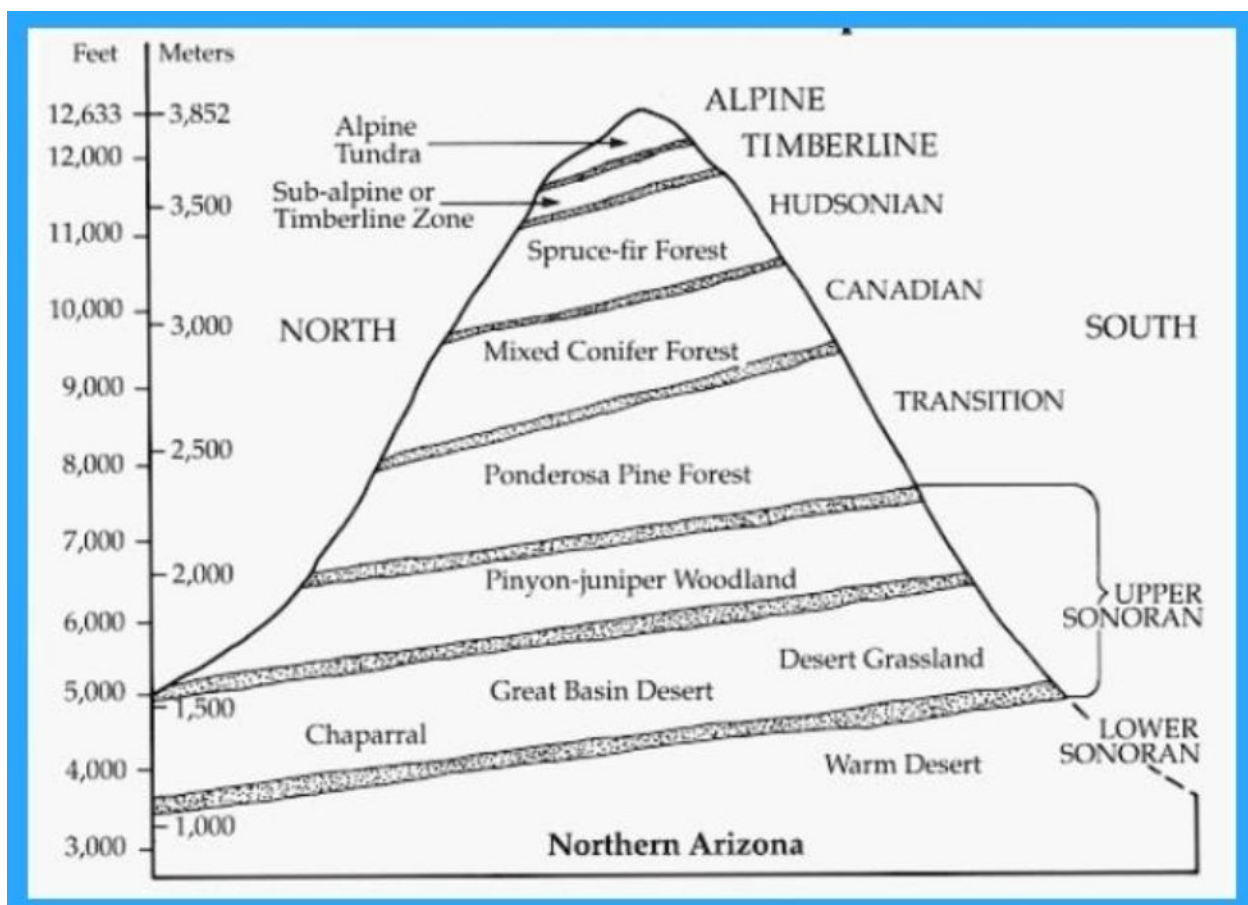 Feet
Meters
12,633
3,852
12,000
3,500
11,000
10,000
3,000
9,000
8,000
2,500
7,000
2,000
6,000
5,000
1,500
4,000
1,000
3,000
ALPINE
Alpine
Tundra
TIMBERLINE
Sub-alpine or
Timberline Zone
HUDSONIAN
Spruce-fir Forest
CANADIAN
NORTH
SOUTH
Mixed Conifer Forest
TRANSITION
Ponderosa Pine Forest
Pinyon-juniper Woodland
UPPER
SONORAN
Desert Grassland
Great Basin Desert
Chaparral
LOWER
SONORAN
Warm Desert
Northern Arizona